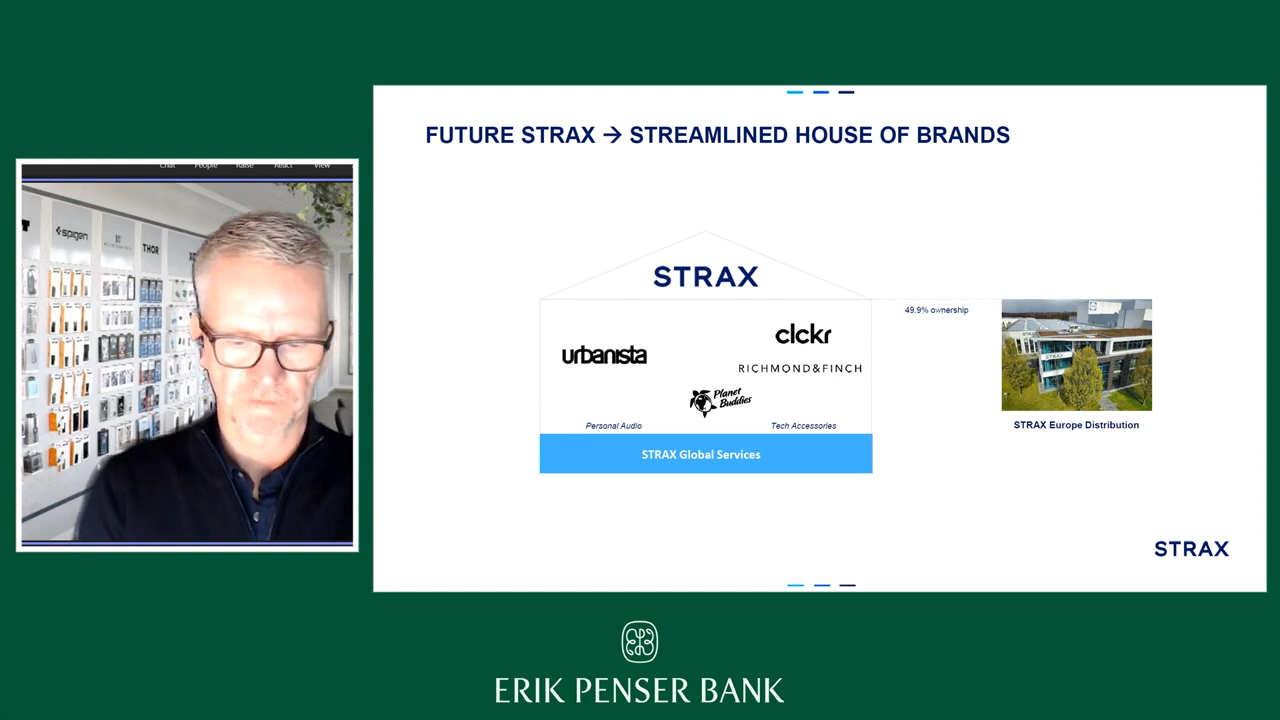 Chat People Raise React View
spigen
THOR
FUTURE STRAX → STREAMLINED HOUSE OF BRANDS
STRAX
urbanista
clckr
RICHMOND&FINCH
Planet
Buddies
Personal Audio
Tech Accessories
STRAX Global Services
49.9% ownership
STRAX Europe Distribution
STRAX
ERIK PENSER BANK